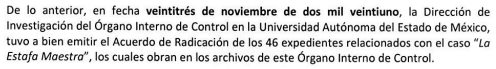 De lo anterior, en fecha veintitrés de noviembre de dos mil veintiuno, la Dirección de
Investigación del Órgano Interno de Control en la Universidad Autónoma del Estado de México,
tuvo a bien emitir el Acuerdo de Radicación de los 46 expedientes relacionados con el caso "La
Estafa Maestra", los cuales obran en los archivos de este Órgano Interno de Control.